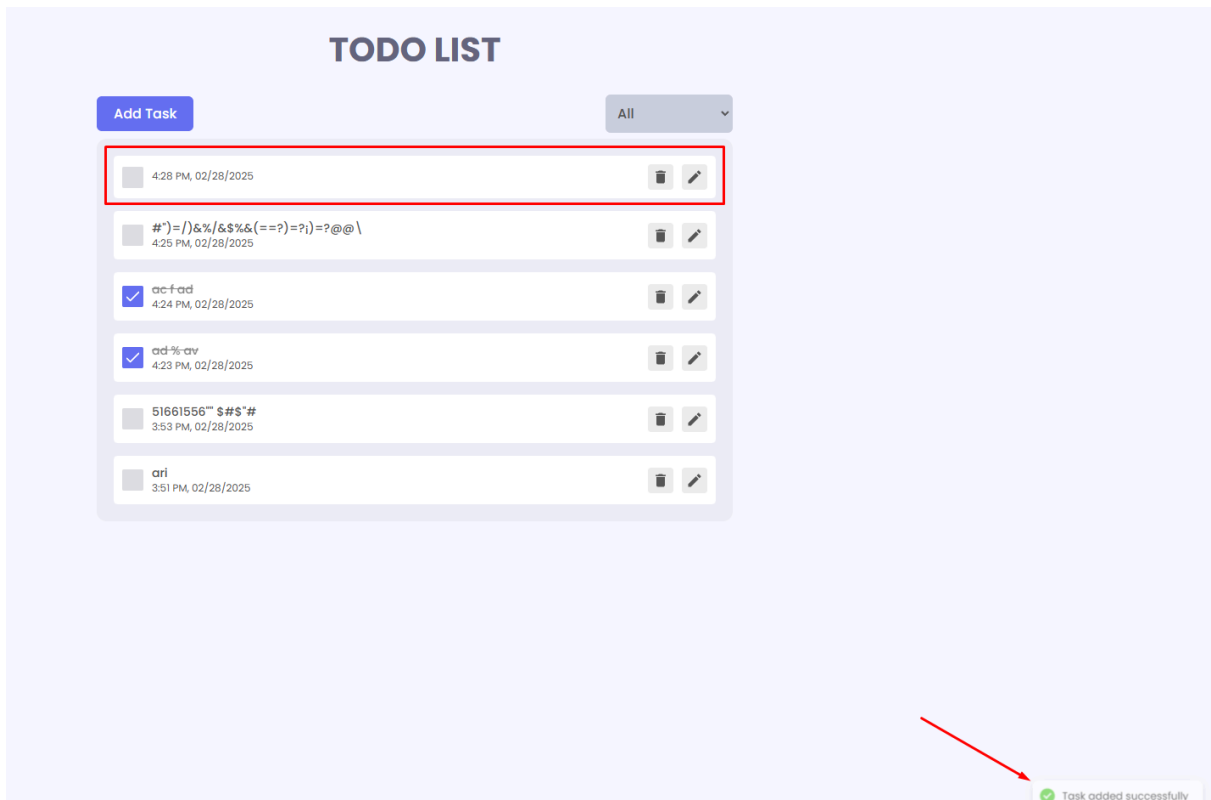 TODO LIST
Add Task
All
4:28 PM, 02/28/2025
#")=/)&%/&$%&(==?)=?¡)=?@@\
4:25 PM, 02/28/2025
ac f ad
4:24 PM, 02/28/2025
ad % av
4:23 PM, 02/28/2025
51661556"" $#$"#
3:53 PM, 02/28/2025
ari
3:51 PM, 02/28/2025
Task added successfully